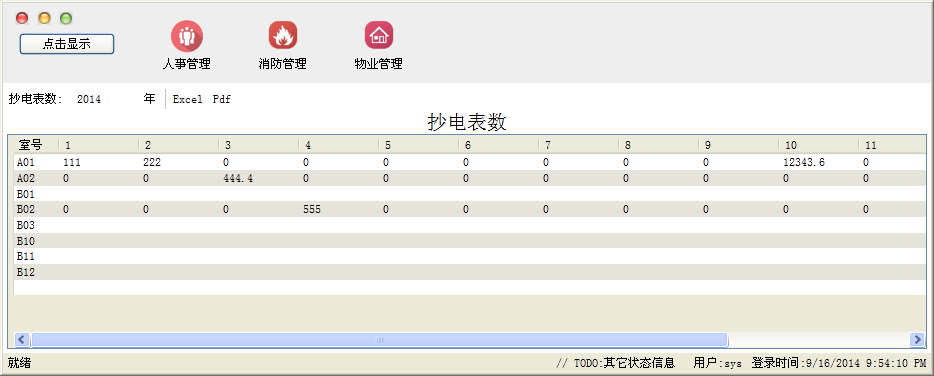 点击显示
人事管理 消防管理 物业管理
抄电表数: 2014 年 Excel Pdf
抄电表数
室号 1 2 3 4 5 6 7 8 9 10 11
A01 111 222 0 0 0 0 0 0 0 12343.6 0
A02 0 0 444.4 0 0 0 0 0 0 0 0
B01
B02 0 0 0 555 0 0 0 0 0 0 0
B03
B10
B11
B12
就绪 // TODO:其它状态信息 用户:sys 登录时间:9/16/2014 9:54:10 PM